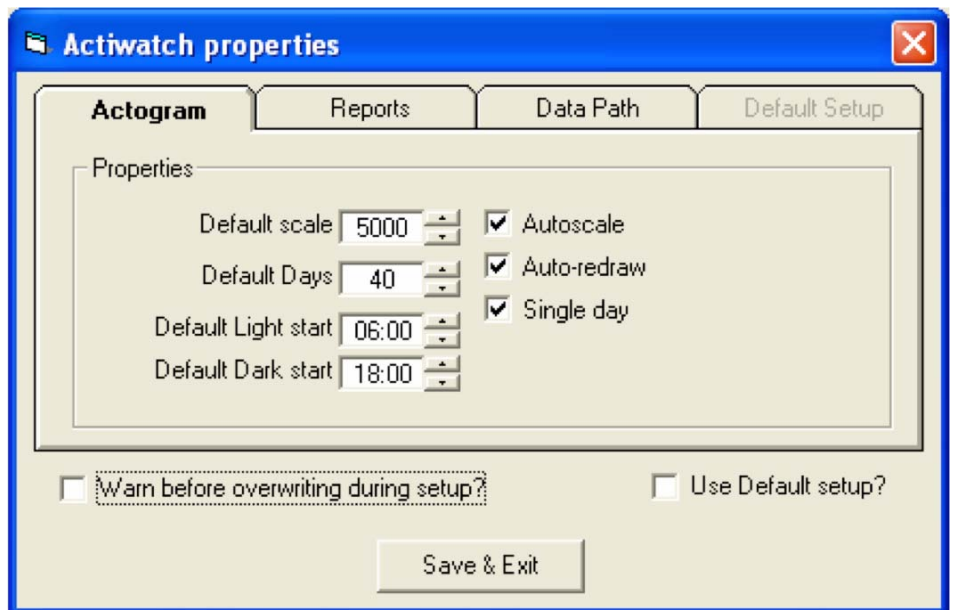 Actiwatch properties
Actogram Reports Data Path Default Setup
Properties
Default scale 5000 Autoscale
Default Days 40 Auto-redraw
Single day
Default Light start 06:00
Default Dark start 18:00
Warn before overwriting during setup? Use Default setup?
Save & Exit